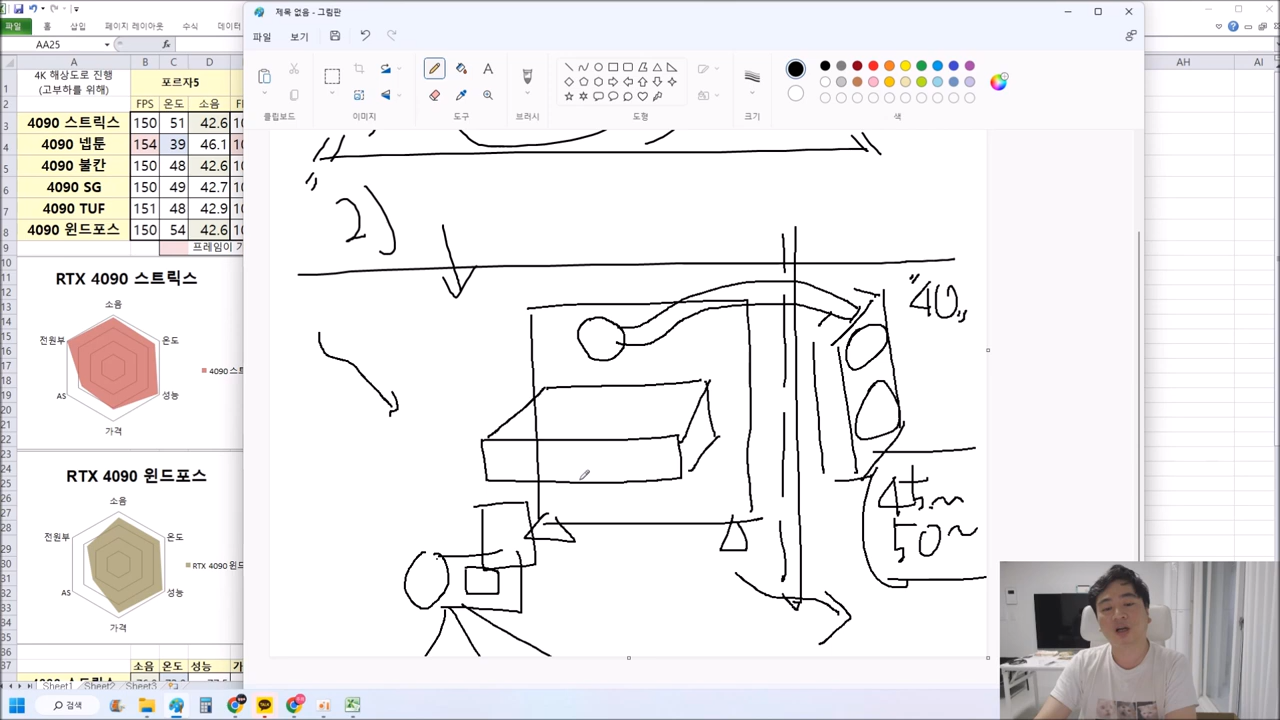 제목 없음 - 그림판
파일 보기
클립보드 이미지 도구 브러시 도형 크기 색
파일 홈 삽입 페이지 레이아웃 수식 데이터
AA25 fx
A B C D AH AI
4K 해상도로 진행
(고부하를 위해)
포르자5
FPS 온도 소음
4090 스트릭스 150 51 42.6
4090 넵튠 154 39 46.1
4090 불칸 150 48 42.6
4090 SG 150 49 42.7
4090 TUF 151 48 42.9
4090 윈드포스 150 54 42.6
프레임이
RTX 4090 스트릭스
소음
전원부 온도
AS 성능
가격
RTX 4090 윈드포스
소음
전원부 온도
AS 성능
가격
소음 온도 성능
Sheet1 Sheet2 Sheet3
2)
"40"
45~
50~
검색